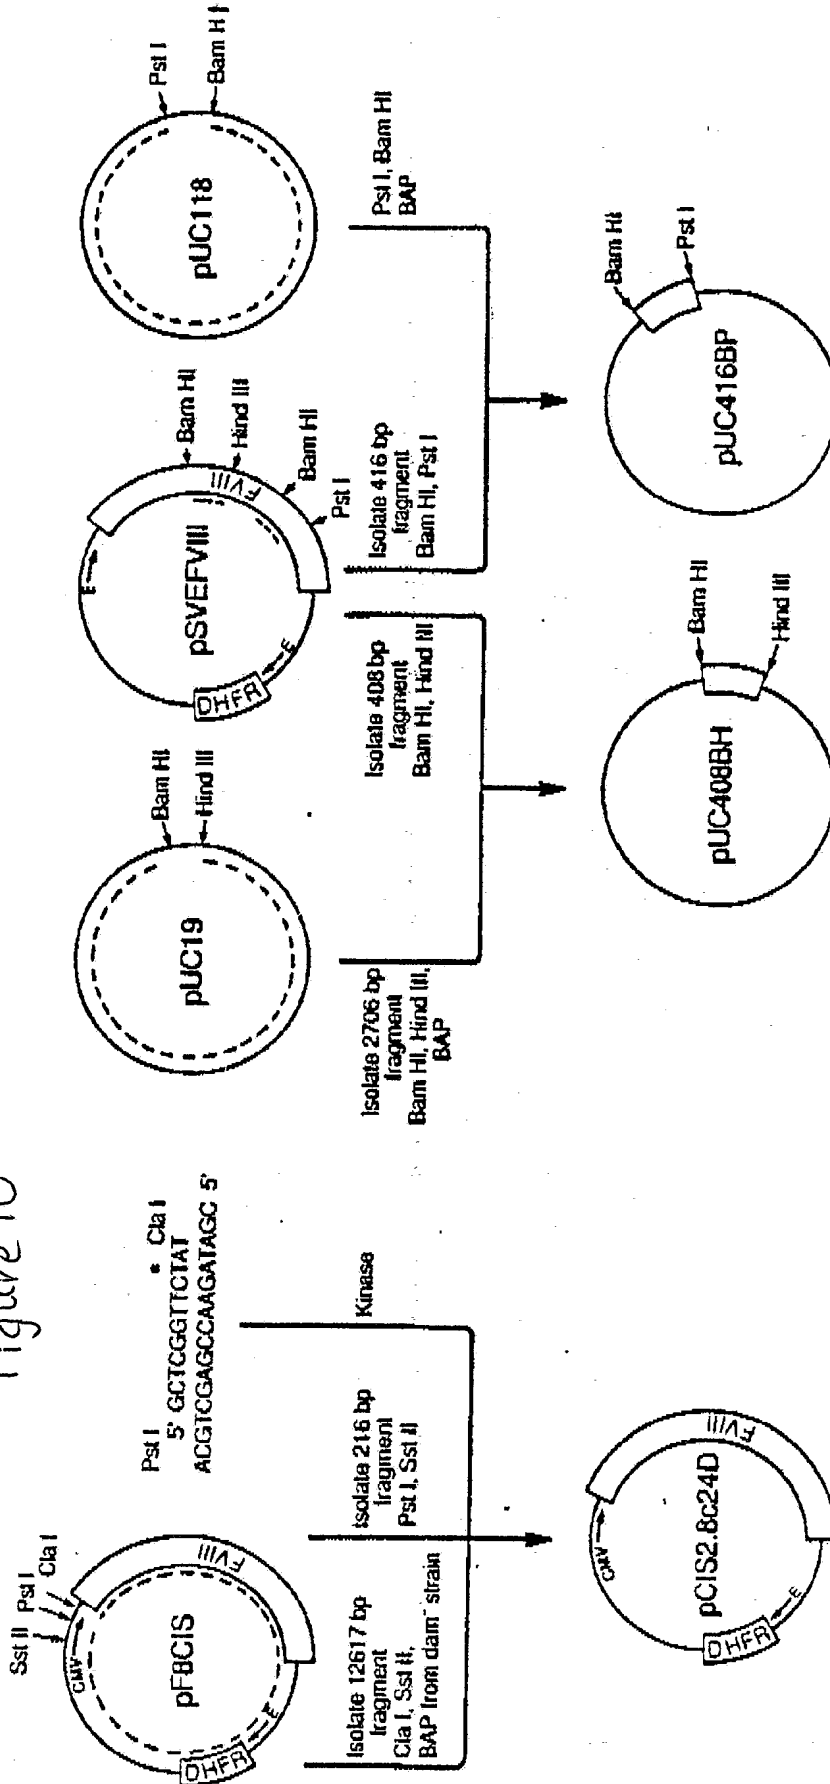 Figure 10
Sst II
Pst I
Cla I
CMV
FVIII
pF8CIS
DHFR
E
Pst I
* Cla I
5' GCTCGGTTCTAT
ACGTCGAGCCAAGATAGC 5'
Isolate 12617 bp
fragment
Cla I, Sst II,
BAP from dam⁻ strain
Isolate 216 bp
fragment
Pst I, Sst II
Kinase
CMV
FVIII
pCIS2.8c24D
DHFR
E
Bam HI
Hind III
pUC19
E
Bam HI
Hind III
FVIII
Bam HI
Pst I
pSVEFVIII
DHFR
E
Pst I
Bam HI
pUC118
Isolate 2706 bp
fragment
Bam HI, Hind III,
BAP
Isolate 408bp
fragment
Bam HI, Hind III
Isolate 416 bp
fragment
Bam HI, Pst I
Pst I, Bam HI
BAP
Bam HI
Hind III
pUC408BH
Bam HI
Pst I
pUC416BP